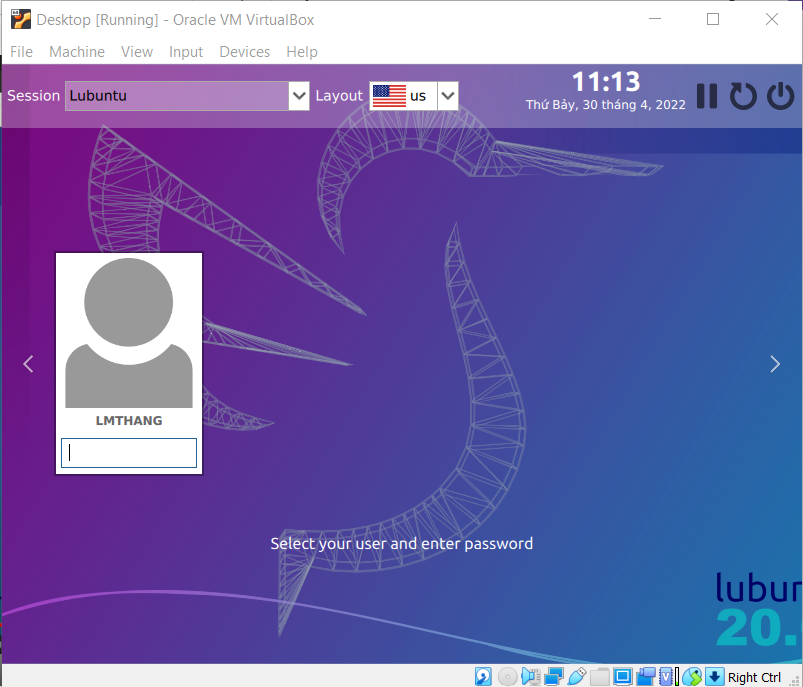 Desktop [Running] - Oracle VM VirtualBox
File Machine View Input Devices Help
Session Lubuntu Layout us
11:13
Thứ Bảy, 30 tháng 4, 2022
LMTHANG
Select your user and enter password
lubun
20.
Right Ctrl